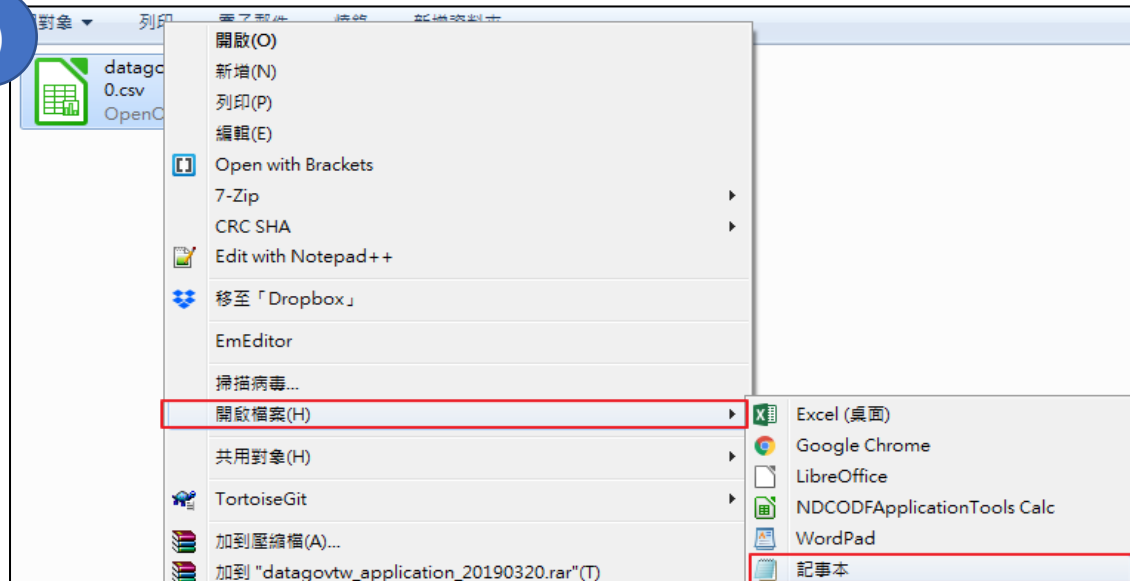 對象 列印
datago
0.csv
OpenO
開啟(O)
新增(N)
列印(P)
編輯(E)
Open with Brackets
7-Zip
CRC SHA
Edit with Notepad++
移至「Dropbox」
EmEditor
掃描病毒...
開啟檔案(H)
Excel (桌面)
Google Chrome
LibreOffice
NDCODFApplicationTools Calc
WordPad
記事本
共用對象(H)
TortoiseGit
加到壓縮檔(A)...
加到 "datagovtw_application_20190320.rar"(T)